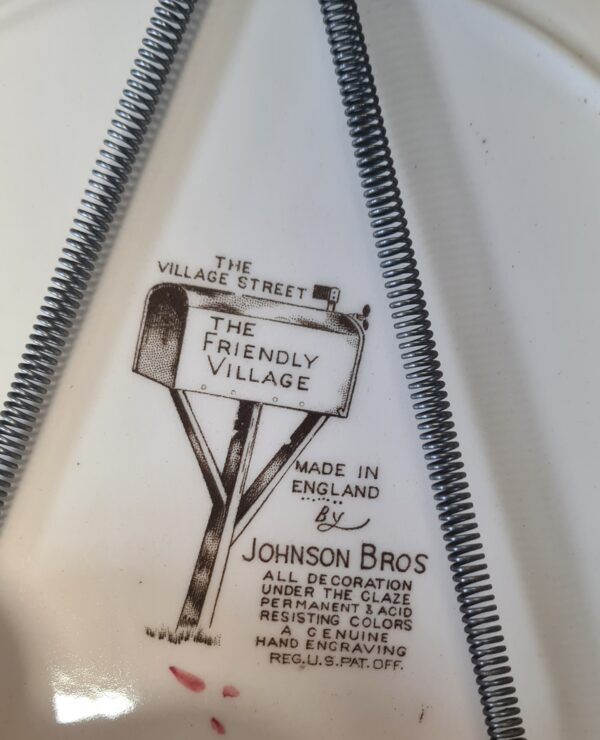 THE
VILLAGE STREET
THE
FRIENDLY
VILLAGE
MADE IN
ENGLAND
By
JOHNSON BROS
ALL DECORATION
UNDER THE GLAZE
PERMANENT & ACID
RESISTING COLORS
A GENUINE
HAND ENGRAVING
REG.U.S.PAT.OFF.